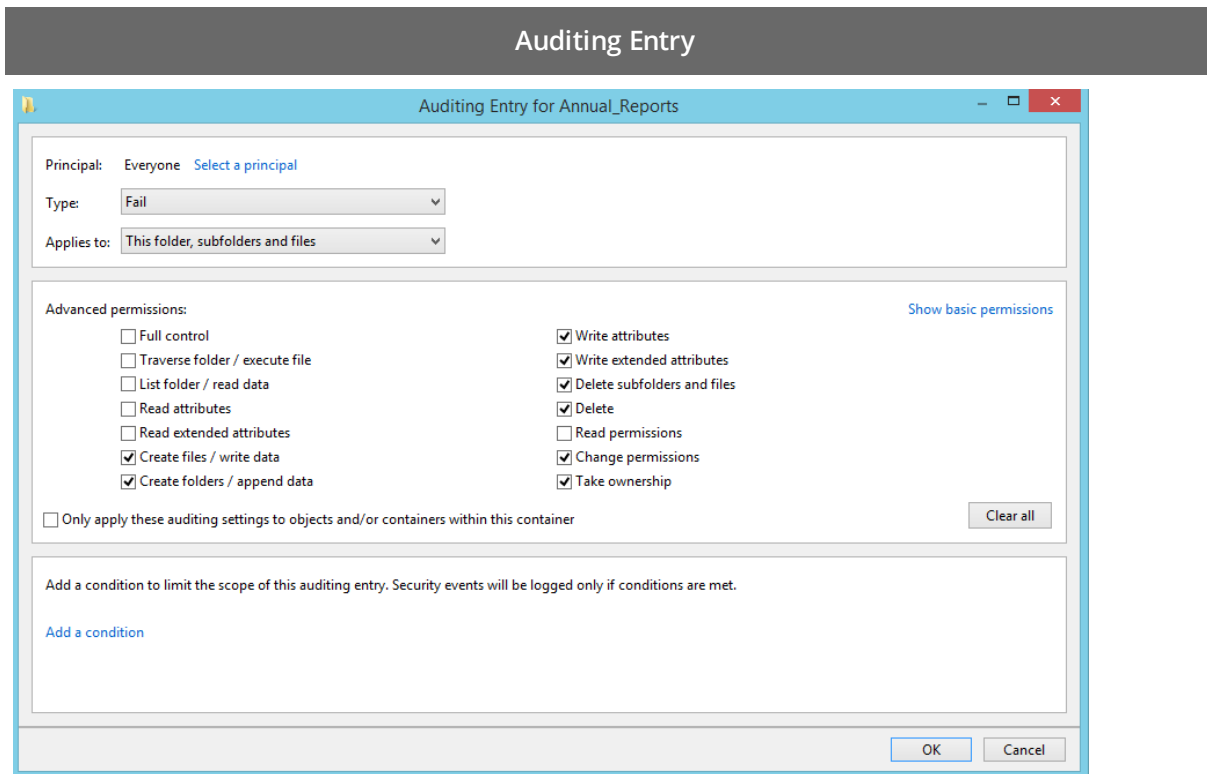 Auditing Entry
Auditing Entry for Annual_Reports
Principal: Everyone Select a principal
Type: Fail
Applies to: This folder, subfolders and files
Advanced permissions: Show basic permissions
Full control
Traverse folder / execute file
List folder / read data
Read attributes
Read extended attributes
Create files / write data
Create folders / append data
Write attributes
Write extended attributes
Delete subfolders and files
Delete
Read permissions
Change permissions
Take ownership
Only apply these auditing settings to objects and/or containers within this container
Clear all
Add a condition to limit the scope of this auditing entry. Security events will be logged only if conditions are met.
Add a condition
OK Cancel